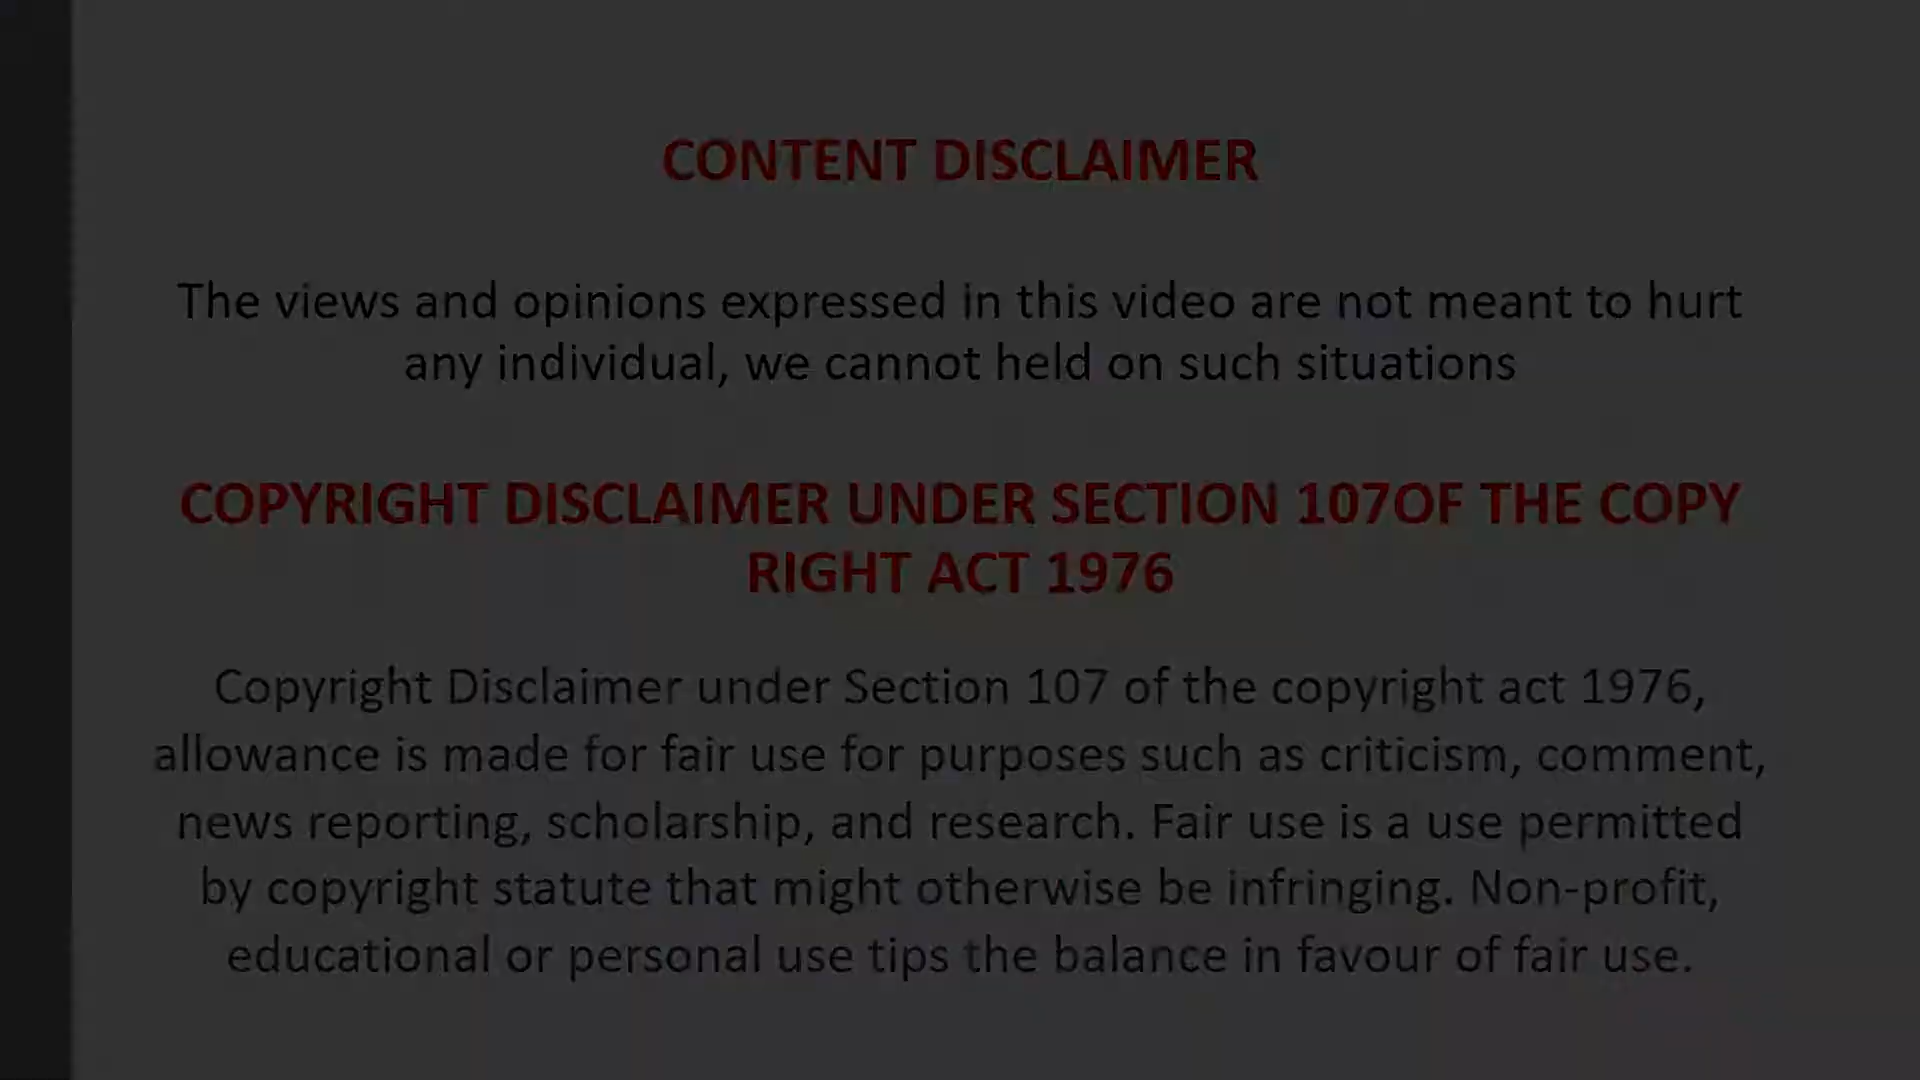 CONTENT DISCLAIMER
The views and opinions expressed in this video are not meant to hurt
any individual, we cannot held on such situations
COPYRIGHT DISCLAIMER UNDER SECTION 107OF THE COPY
RIGHT ACT 1976
Copyright Disclaimer under Section 107 of the copyright act 1976,
allowance is made for fair use for purposes such as criticism, comment,
news reporting, scholarship, and research. Fair use is a use permitted
by copyright statute that might otherwise be infringing. Non-profit,
educational or personal use tips the balance in favour of fair use.